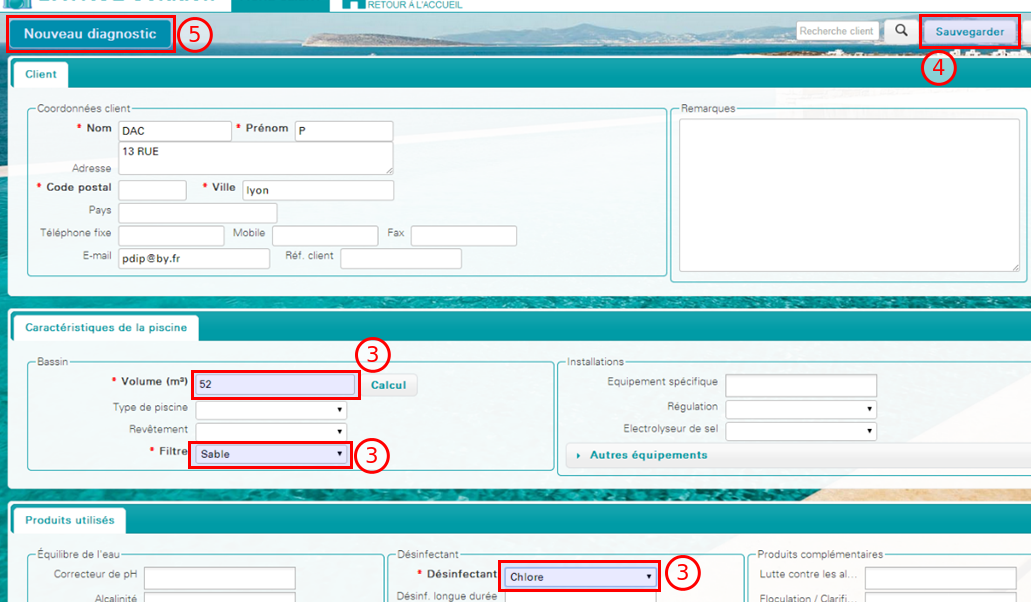 RETOUR À L'ACCUEIL
Nouveau diagnostic
5
Recherche client
Sauvegarder
4
Client
Coordonnées client
* Nom DAC * Prénom P
Adresse 13 RUE
* Code postal * Ville lyon
Pays
Téléphone fixe Mobile Fax
E-mail pdip@by.fr Réf. client
Remarques
Caractéristiques de la piscine
Bassin
* Volume (m³) 52 Calcul
3
Type de piscine
Revêtement
* Filtre Sable
3
Installations
Equipement spécifique
Régulation
Electrolyseur de sel
Autres équipements
Produits utilisés
Équilibre de l'eau
Correcteur de pH
Alcalinité
Désinfectant
* Désinfectant Chlore
3
Désinf. longue durée
Produits complémentaires
Lutte contre les al...
Floculation / Clarifi...